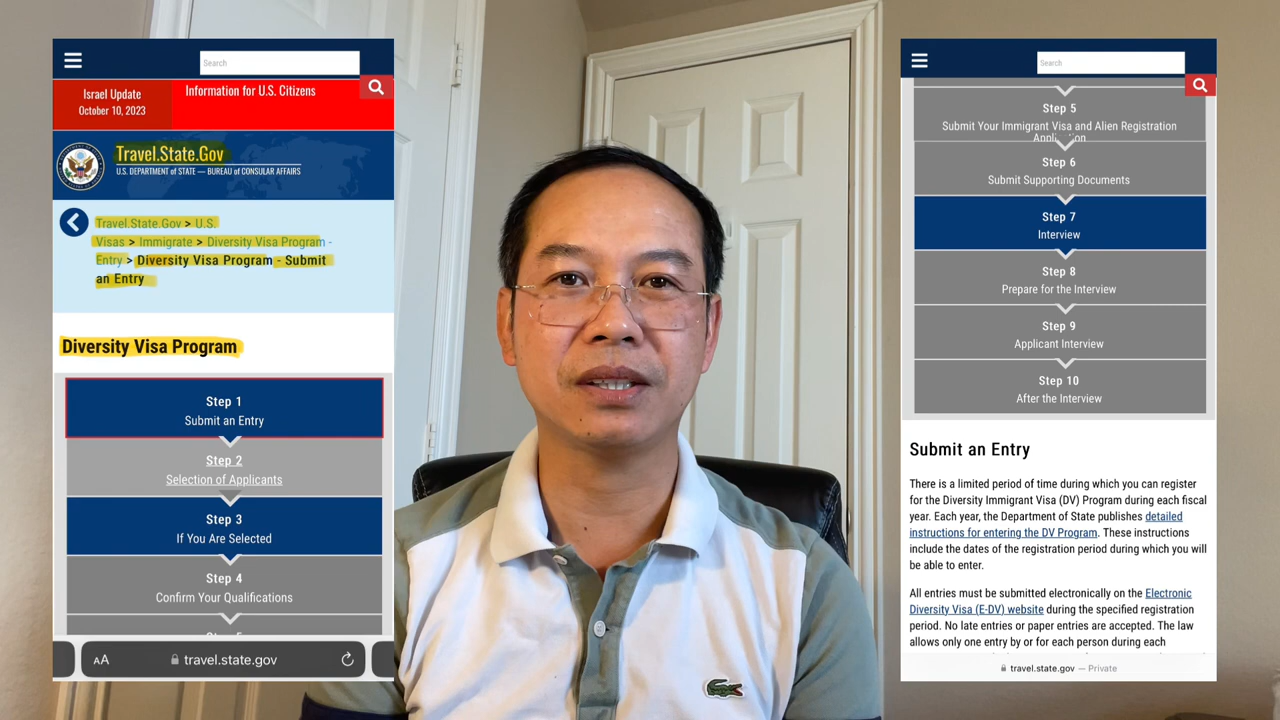 Search
Israel Update
October 10, 2023
Information for U.S. Citizens
Travel.State.Gov
U.S. DEPARTMENT of STATE — BUREAU of CONSULAR AFFAIRS
Travel.State.Gov > U.S.
Visas > Immigrate > Diversity Visa Program -
Entry > Diversity Visa Program - Submit
an Entry
Diversity Visa Program
Step 1
Submit an Entry
Step 2
Selection of Applicants
Step 3
If You Are Selected
Step 4
Confirm Your Qualifications
Step 5
AA
travel.state.gov
Search
Step 5
Submit Your Immigrant Visa and Alien Registration
Application
Step 6
Submit Supporting Documents
Step 7
Interview
Step 8
Prepare for the Interview
Step 9
Applicant Interview
Step 10
After the Interview
Submit an Entry
There is a limited period of time during which you can register
for the Diversity Immigrant Visa (DV) Program during each fiscal
year. Each year, the Department of State publishes detailed
instructions for entering the DV Program. These instructions
include the dates of the registration period during which you will
be able to enter.
All entries must be submitted electronically on the Electronic
Diversity Visa (E-DV) website during the specified registration
period. No late entries or paper entries are accepted. The law
allows only one entry by or for each person during each
travel.state.gov — Private